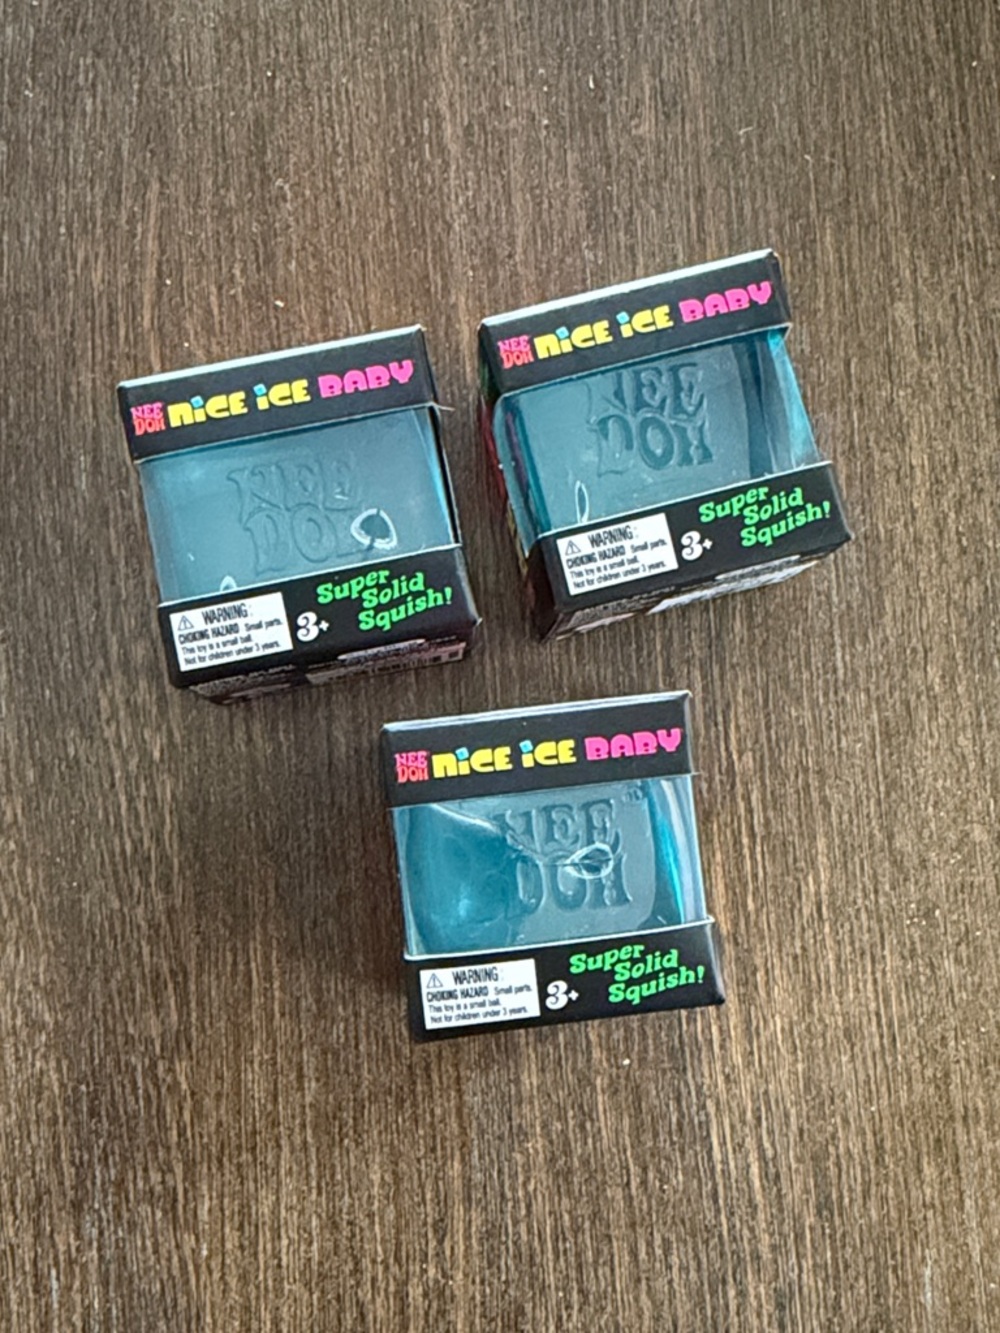 NEE
DOH
NiCE iCE BABY
NEE
DOH
WARNING:
CHOKING HAZARD Small parts.
This toy is a small ball.
Not for children under 3 years.
3+
Super
Solid
Squish!
NEE
DOH
NiCE iCE BABY
NEE
DOH
WARNING:
CHOKING HAZARD Small parts.
This toy is a small ball.
Not for children under 3 years.
3+
Super
Solid
Squish!
NEE
DOH
NiCE iCE BABY
NEE
DOH
WARNING:
CHOKING HAZARD Small parts.
This toy is a small ball.
Not for children under 3 years.
3+
Super
Solid
Squish!